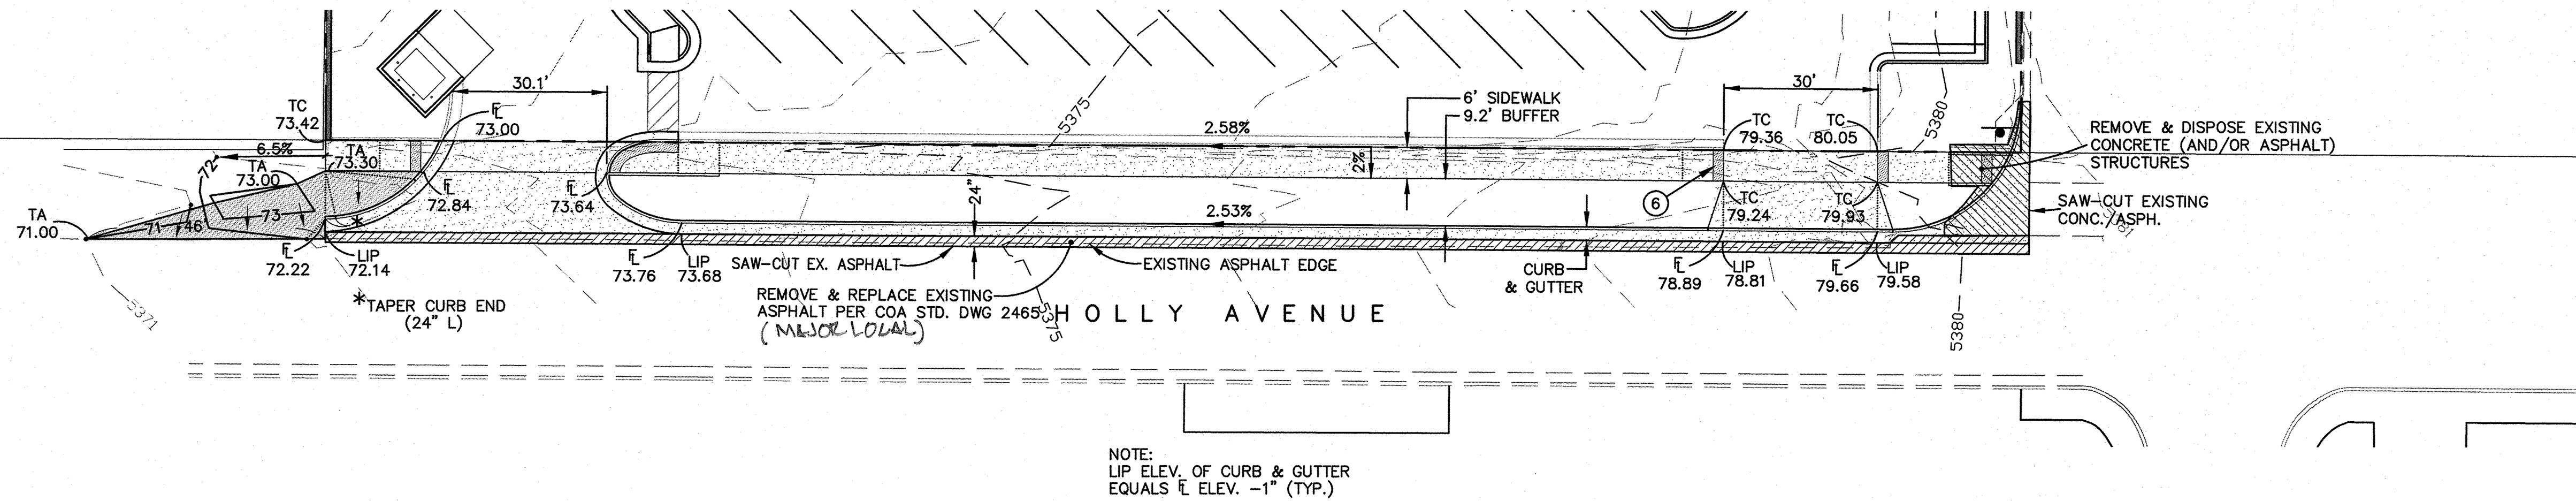 30.1'
TC
73.42
FL
73.00
6.5%
72
TA
73.30
TA
73.00
73
71
46
TA
71.00
FL
72.84
FL
73.64
*
FL
72.22
LIP
72.14
*TAPER CURB END
(24" L)
5371
FL
73.76
LIP
73.68
5375
2.58%
6' SIDEWALK
9.2' BUFFER
2%
24"
2.53%
SAW-CUT EX. ASPHALT
EXISTING ASPHALT EDGE
REMOVE & REPLACE EXISTING
ASPHALT PER COA STD. DWG 2465
(MAJOR LOCAL)
5375
HOLLY AVENUE
CURB
& GUTTER
30'
TC
79.36
TC
80.05
5380
6
TC
79.24
TC
79.93
FL
78.89
LIP
78.81
FL
79.66
LIP
79.58
5380
REMOVE & DISPOSE EXISTING
CONCRETE (AND/OR ASPHALT)
STRUCTURES
SAW-CUT EXISTING
CONC./ASPH.
NOTE:
LIP ELEV. OF CURB & GUTTER
EQUALS FL ELEV. -1" (TYP.)